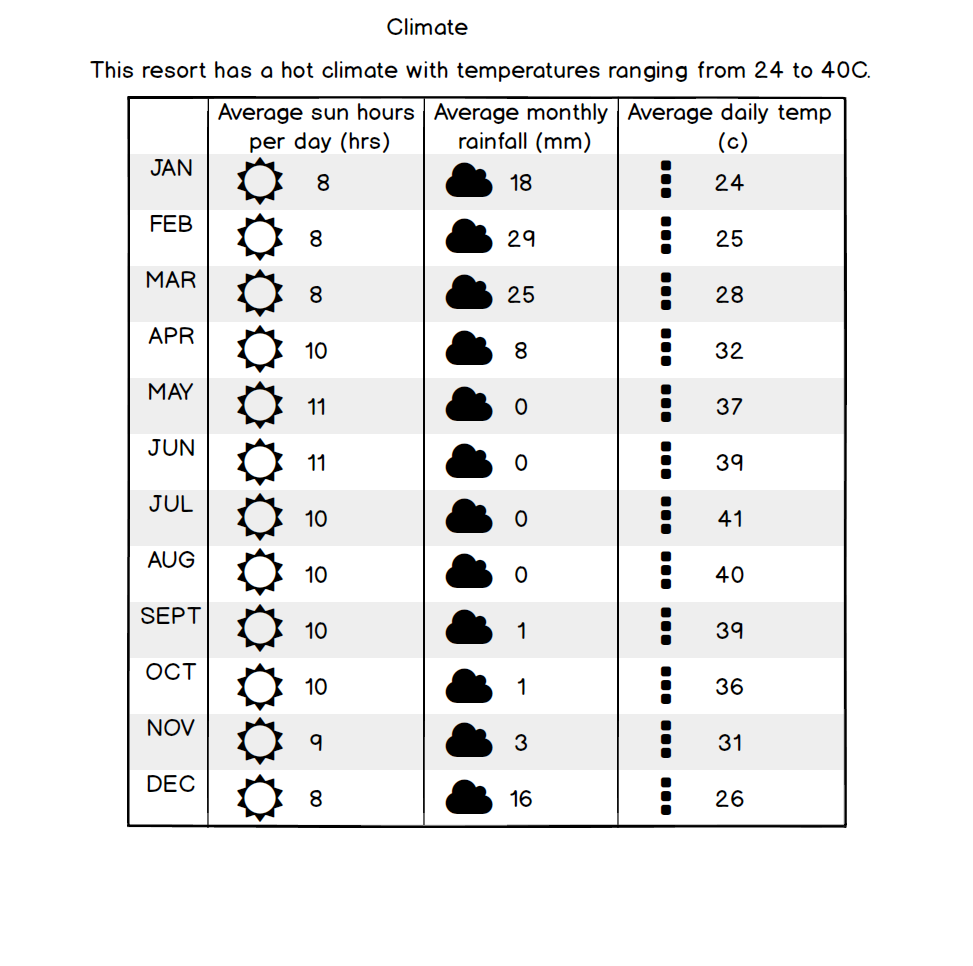 Climate
This resort has a hot climate with temperatures ranging from 24 to 40C.
Average sun hours per day (hrs) Average monthly rainfall (mm) Average daily temp (c)
JAN 8 18 24
FEB 8 29 25
MAR 8 25 28
APR 10 8 32
MAY 11 0 37
JUN 11 0 39
JUL 10 0 41
AUG 10 0 40
SEPT 10 1 39
OCT 10 1 36
NOV 9 3 31
DEC 8 16 26